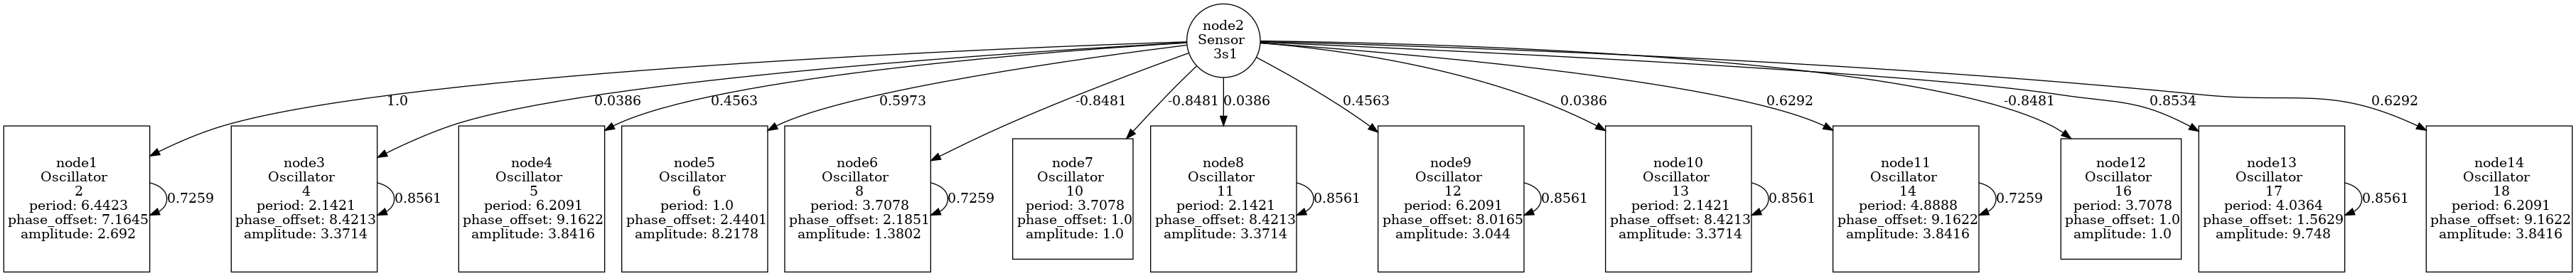 node2
Sensor
3s1
1.0
0.0386
0.4563
0.5973
-0.8481
-0.8481
0.0386
0.4563
0.0386
0.6292
-0.8481
0.8534
0.6292
node1
Oscillator
2
period: 6.4423
phase_offset: 7.1645
amplitude: 2.692
0.7259
node3
Oscillator
4
period: 2.1421
phase_offset: 8.4213
amplitude: 3.3714
0.8561
node4
Oscillator
5
period: 6.2091
phase_offset: 9.1622
amplitude: 3.8416
node5
Oscillator
6
period: 1.0
phase_offset: 2.4401
amplitude: 8.2178
node6
Oscillator
8
period: 3.7078
phase_offset: 2.1851
amplitude: 1.3802
0.7259
node7
Oscillator
10
period: 3.7078
phase_offset: 1.0
amplitude: 1.0
node8
Oscillator
11
period: 2.1421
phase_offset: 8.4213
amplitude: 3.3714
0.8561
node9
Oscillator
12
period: 6.2091
phase_offset: 8.0165
amplitude: 3.044
0.8561
node10
Oscillator
13
period: 2.1421
phase_offset: 8.4213
amplitude: 3.3714
0.8561
node11
Oscillator
14
period: 4.8888
phase_offset: 9.1622
amplitude: 3.8416
0.7259
node12
Oscillator
16
period: 3.7078
phase_offset: 1.0
amplitude: 1.0
node13
Oscillator
17
period: 4.0364
phase_offset: 1.5629
amplitude: 9.748
0.8561
node14
Oscillator
18
period: 6.2091
phase_offset: 9.1622
amplitude: 3.8416